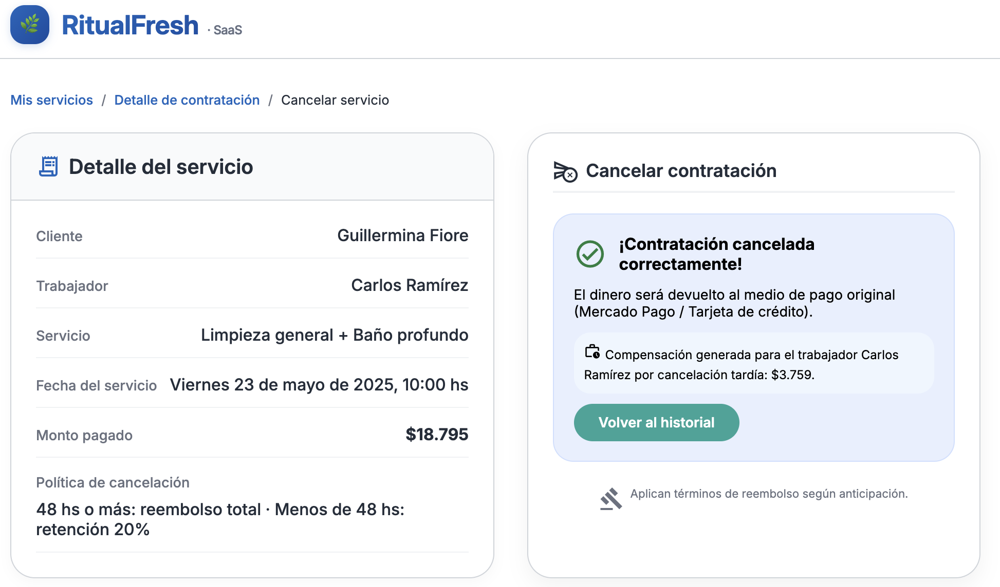 RitualFresh · SaaS
Mis servicios / Detalle de contratación / Cancelar servicio
Detalle del servicio
Cliente Guillermina Fiore
Trabajador Carlos Ramírez
Servicio Limpieza general + Baño profundo
Fecha del servicio Viernes 23 de mayo de 2025, 10:00 hs
Monto pagado $18.795
Política de cancelación
48 hs o más: reembolso total · Menos de 48 hs:
retención 20%
Cancelar contratación
¡Contratación cancelada
correctamente!
El dinero será devuelto al medio de pago original
(Mercado Pago / Tarjeta de crédito).
Compensación generada para el trabajador Carlos
Ramírez por cancelación tardía: $3.759.
Volver al historial
Aplican términos de reembolso según anticipación.